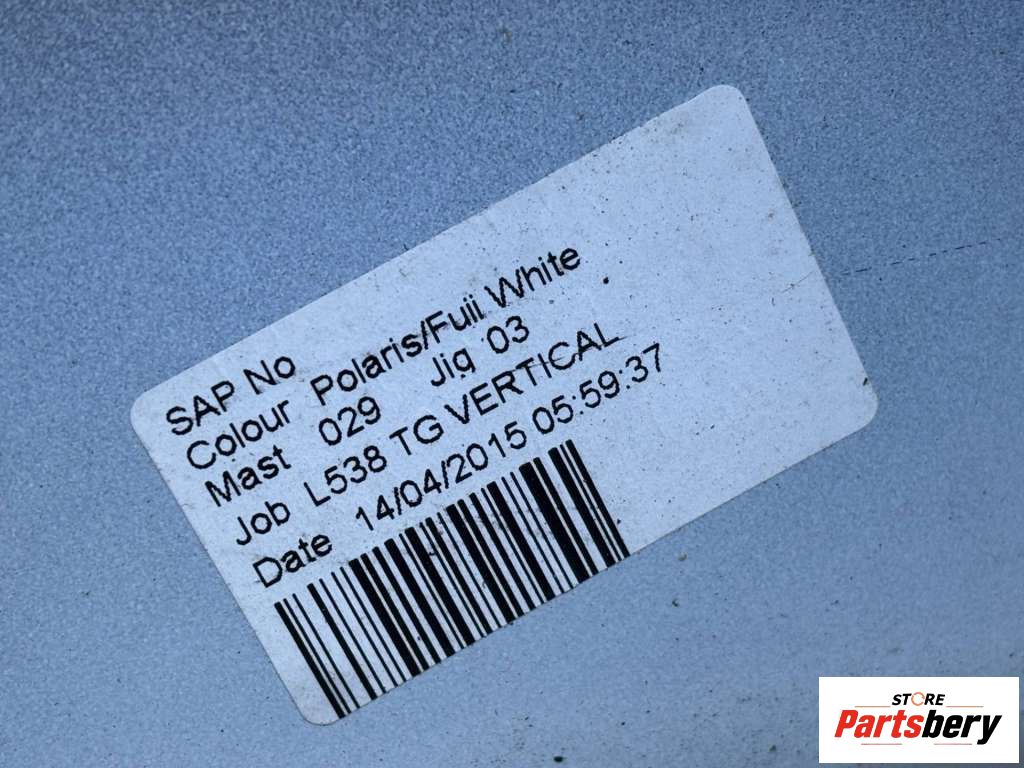 SAP No
Colour Polaris/Fuji White
Mast 029 Jig 03
Job L538 TG VERTICAL
Date 14/04/2015 05:59:37
STORE
Partsbery